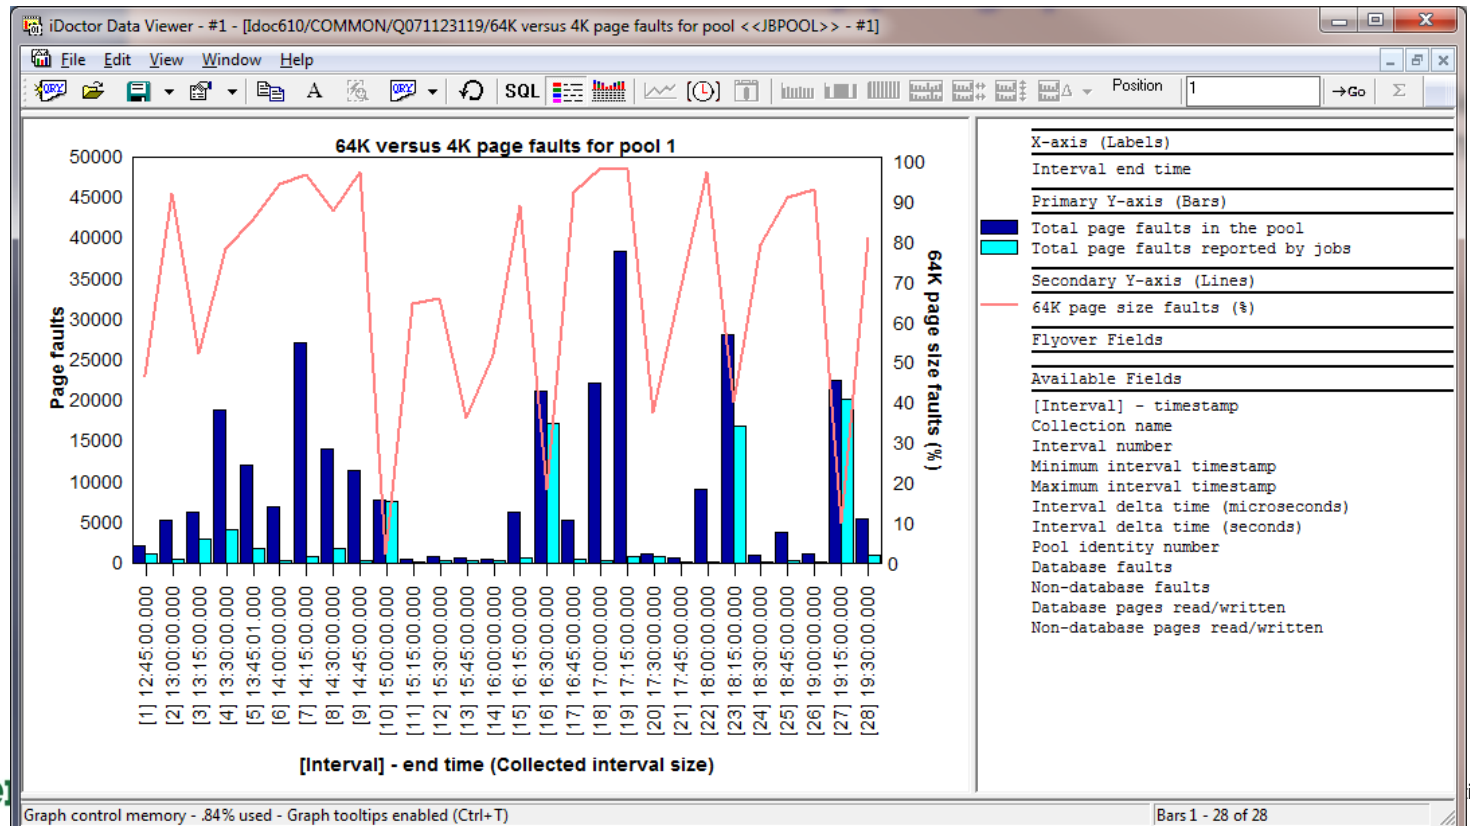 iDoctor Data Viewer - #1 - [Idoc610/COMMON/Q071123119/64K versus 4K page faults for pool <<JBPOOL>> - #1]
File Edit View Window Help
QRY A QRY SQL Position 1 →Go Σ
64K versus 4K page faults for pool 1
50000
45000
40000
35000
30000
25000
20000
15000
10000
5000
0
Page faults
100
90
80
70
60
50
40
30
20
10
0
64K page size faults (%)
[1] 12:45:00.000
[2] 13:00:00.000
[3] 13:15:00.000
[4] 13:30:00.000
[5] 13:45:01.000
[6] 14:00:00.000
[7] 14:15:00.000
[8] 14:30:00.000
[9] 14:45:00.000
[10] 15:00:00.000
[11] 15:15:00.000
[12] 15:30:00.000
[13] 15:45:00.000
[14] 16:00:00.000
[15] 16:15:00.000
[16] 16:30:00.000
[17] 16:45:00.000
[18] 17:00:00.000
[19] 17:15:00.000
[20] 17:30:00.000
[21] 17:45:00.000
[22] 18:00:00.000
[23] 18:15:00.000
[24] 18:30:00.000
[25] 18:45:00.000
[26] 19:00:00.000
[27] 19:15:00.000
[28] 19:30:00.000
[Interval] - end time (Collected interval size)
X-axis (Labels)
Interval end time
Primary Y-axis (Bars)
Total page faults in the pool
Total page faults reported by jobs
Secondary Y-axis (Lines)
64K page size faults (%)
Flyover Fields
Available Fields
[Interval] - timestamp
Collection name
Interval number
Minimum interval timestamp
Maximum interval timestamp
Interval delta time (microseconds)
Interval delta time (seconds)
Pool identity number
Database faults
Non-database faults
Database pages read/written
Non-database pages read/written
Graph control memory - .84% used - Graph tooltips enabled (Ctrl+T)
Bars 1 - 28 of 28